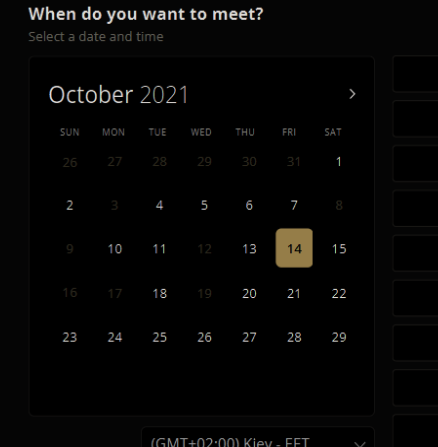 When do you want to meet?
Select a date and time
October 2021
SUN MON TUE WED THU FRI SAT
26 27 28 29 30 31 1
2 3 4 5 6 7 8
9 10 11 12 13 14 15
16 17 18 19 20 21 22
23 24 25 26 27 28 29
(GMT+02:00) Kiev - EET